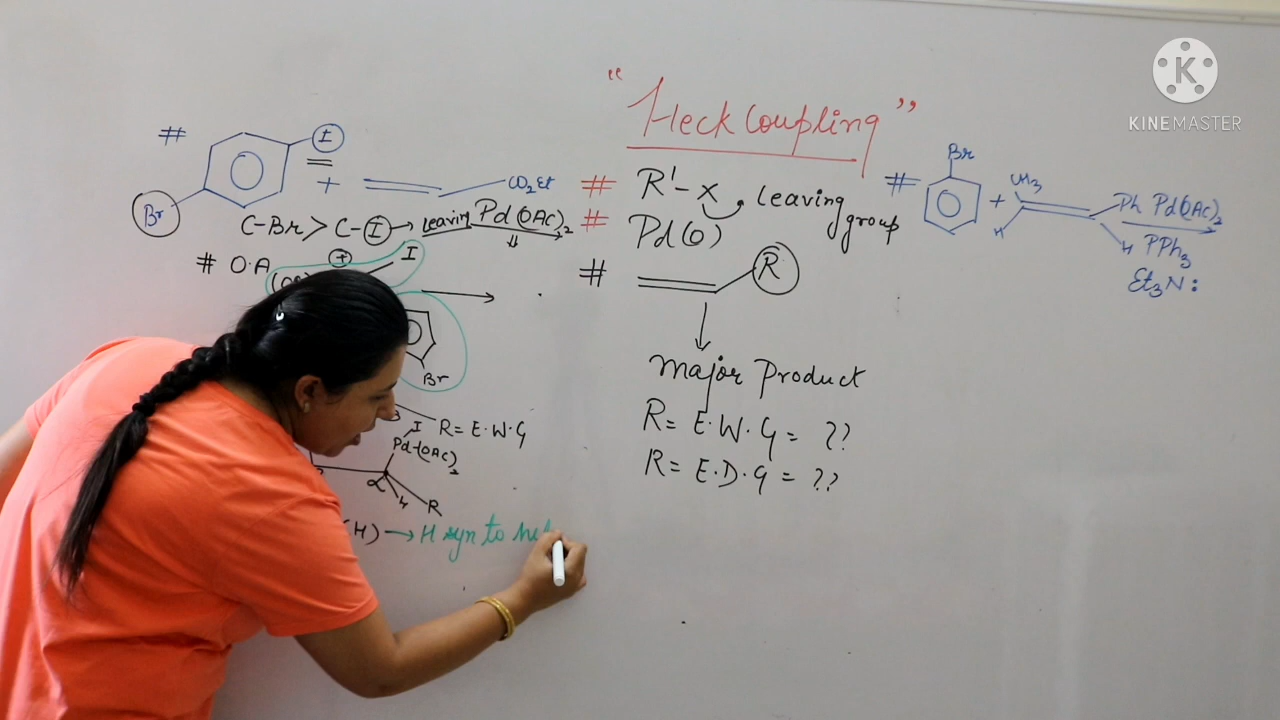 "Heck Coupling"
# I
Br
+ CO2Et
C-Br > C-I → leaving Pd(OAc)2
# O.A + I
Br
R = E.W.G
I
Pd-(OAc)2
α H R
(H) → H syn to
# R'-X leaving group
# Pd(0)
# R
Major Product
R = E.W.G = ??
R = E.D.G = ??
# Br
+ CH3 H Ph H
Pd(OAc)2
PPh3
Et3N:
K
KINEMASTER